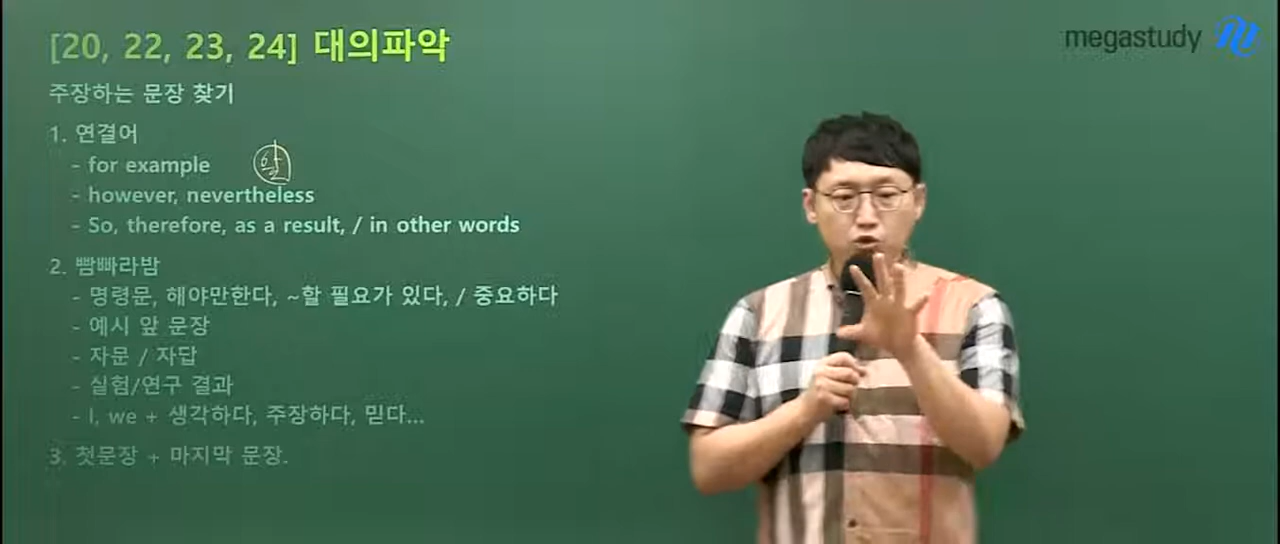 [20, 22, 23, 24] 대의파악
megastudy
주장하는 문장 찾기
1. 연결어
- for example 앞
- however, nevertheless
- So, therefore, as a result, / in other words
2. 빰빠라밤
- 명령문, 해야만한다, ~할 필요가 있다, / 중요하다
- 예시 앞 문장
- 자문 / 자답
- 실험/연구 결과
- I, we + 생각하다, 주장하다, 믿다...
3. 첫문장 + 마지막 문장.